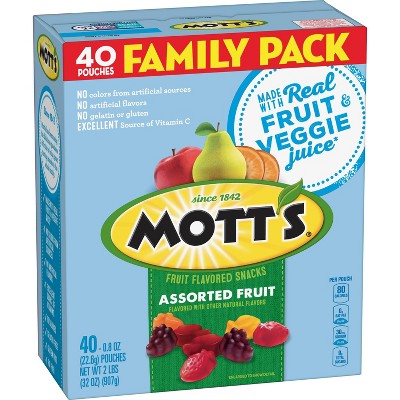 40
POUCHES
FAMILY PACK
NO colors from artificial sources
NO artificial flavors
NO gelatin or gluten
EXCELLENT Source of Vitamin C
MADE WITH Real
FRUIT &
VEGGIE
juice*
since 1842
MOTT'S®
FRUIT FLAVORED SNACKS
ASSORTED FRUIT
FLAVORED WITH OTHER NATURAL FLAVORS
40 - 0.8 OZ
(22.6g) POUCHES
NET WT 2 LBS
(32 OZ) (907g)
PER POUCH
80
CALORIES